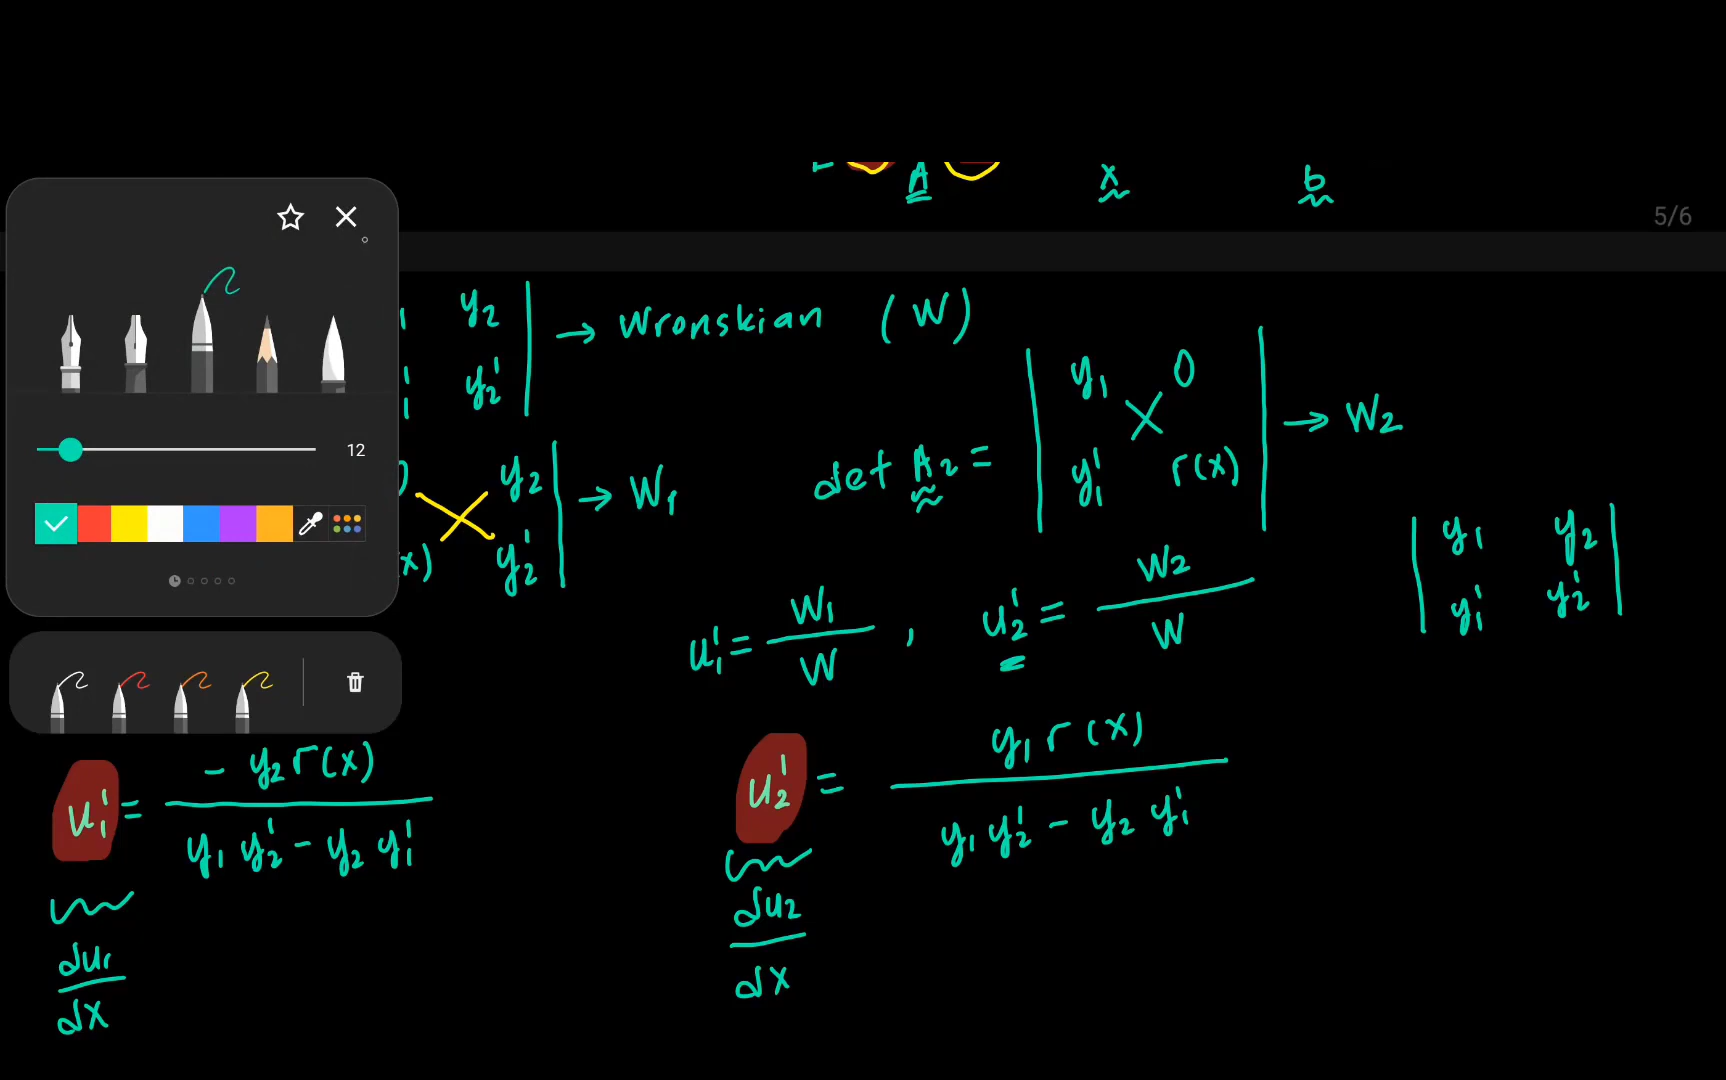 A x b
5/6
y2 → Wronskian (W)
y2'
12
0 y2 → W1
x) y2'
det A2 = | y1 0 | → W2
| y1' r(x) |
| y1 y2 |
| y1' y2' |
u1' = W1 / W , u2' = W2 / W
u1' = - y2 r(x) / y1 y2' - y2 y1'
u2' = y1 r(x) / y1 y2' - y2 y1'
du1 / dx
du2 / dx